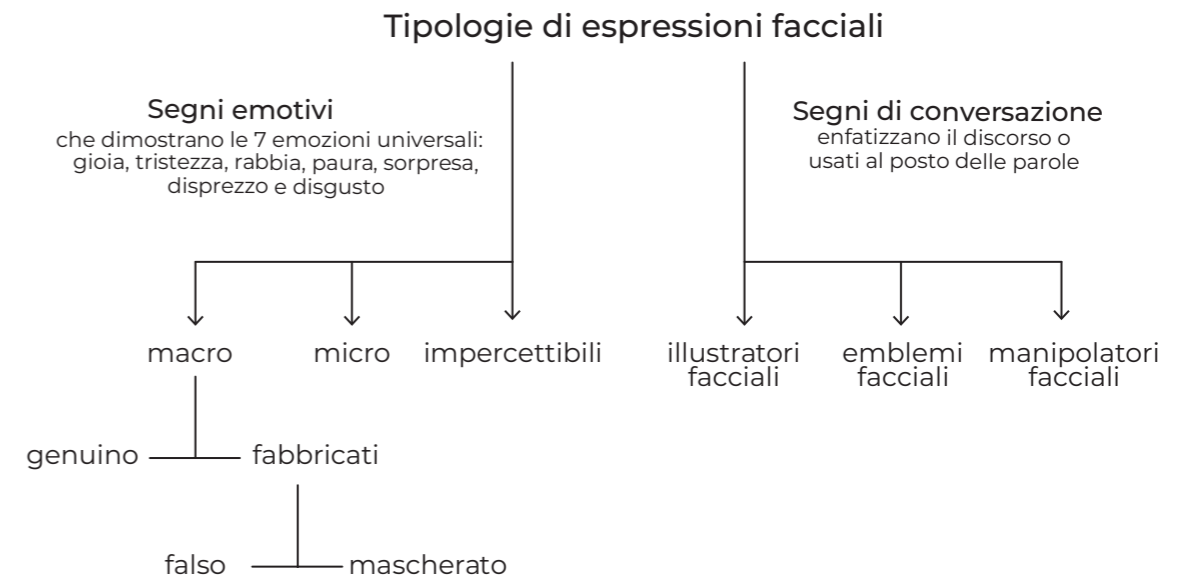 Tipologie di espressioni facciali
Segni emotivi
che dimostrano le 7 emozioni universali:
gioia, tristezza, rabbia, paura, sorpresa,
disprezzo e disgusto
Segni di conversazione
enfatizzano il discorso o
usati al posto delle parole
macro
micro
impercettibili
illustratori
facciali
emblemi
facciali
manipolatori
facciali
genuino
fabbricati
falso
mascherato